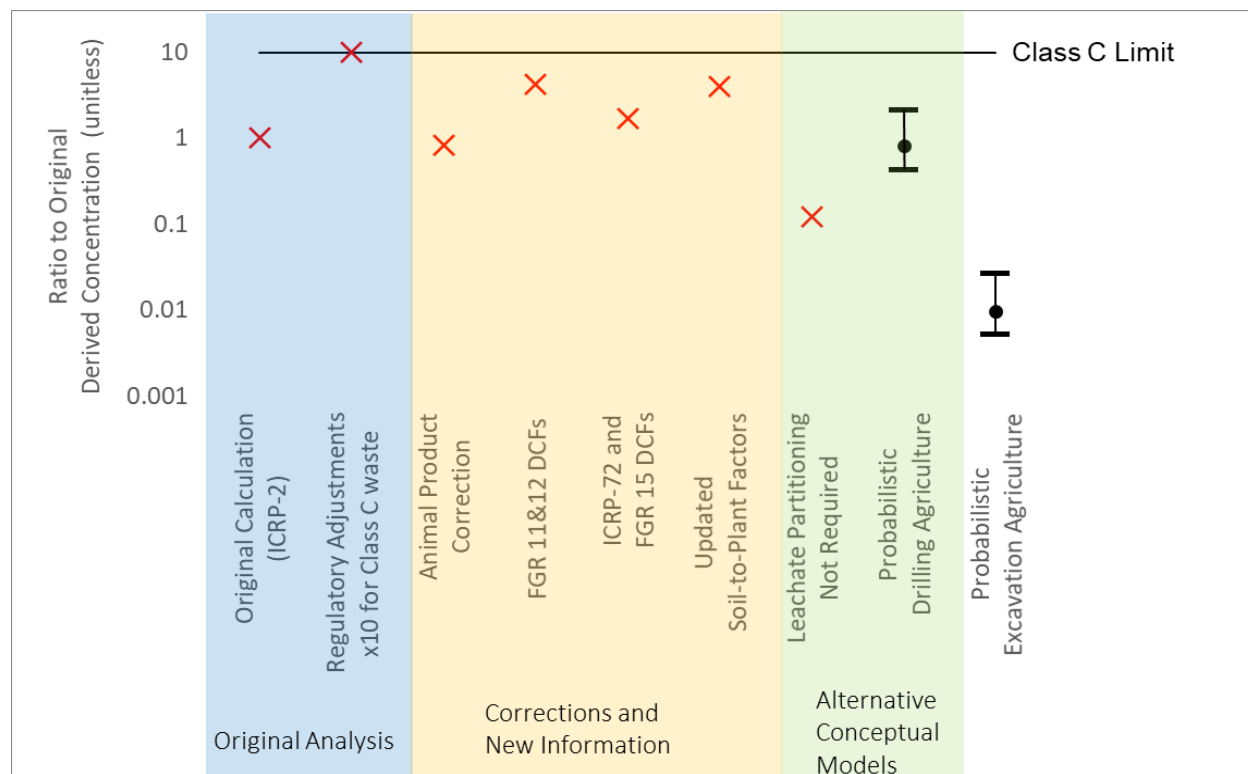 Ratio to Original
Derived Concentration (unitless)
10
1
0.1
0.01
0.001
Class C Limit
Original Calculation
(ICRP-2)
Regulatory Adjustments
x10 for Class C waste
Animal Product
Correction
FGR 11&12 DCFs
ICRP-72 and
FGR 15 DCFs
Updated
Soil-to-Plant Factors
Leachate Partitioning
Not Required
Probabilistic
Drilling Agriculture
Probabilistic
Excavation Agriculture
Original Analysis
Corrections and
New Information
Alternative
Conceptual
Models